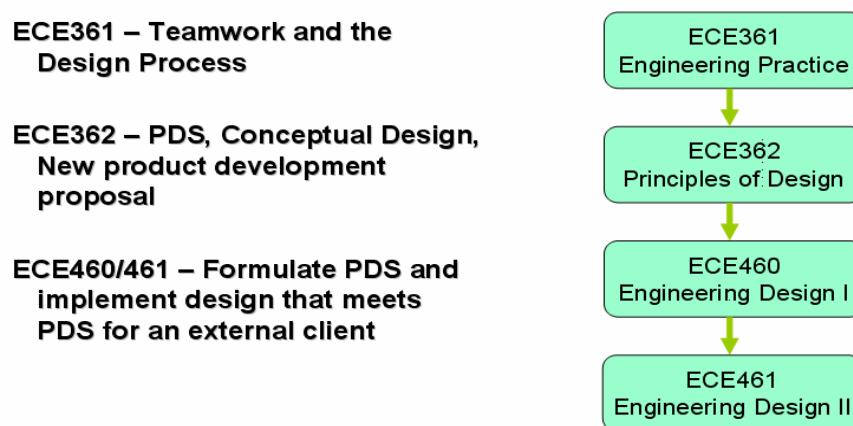 ECE361 – Teamwork and the
Design Process
ECE362 – PDS, Conceptual Design,
New product development
proposal
ECE460/461 – Formulate PDS and
implement design that meets
PDS for an external client
ECE361
Engineering Practice
ECE362
Principles of Design
ECE460
Engineering Design I
ECE461
Engineering Design II